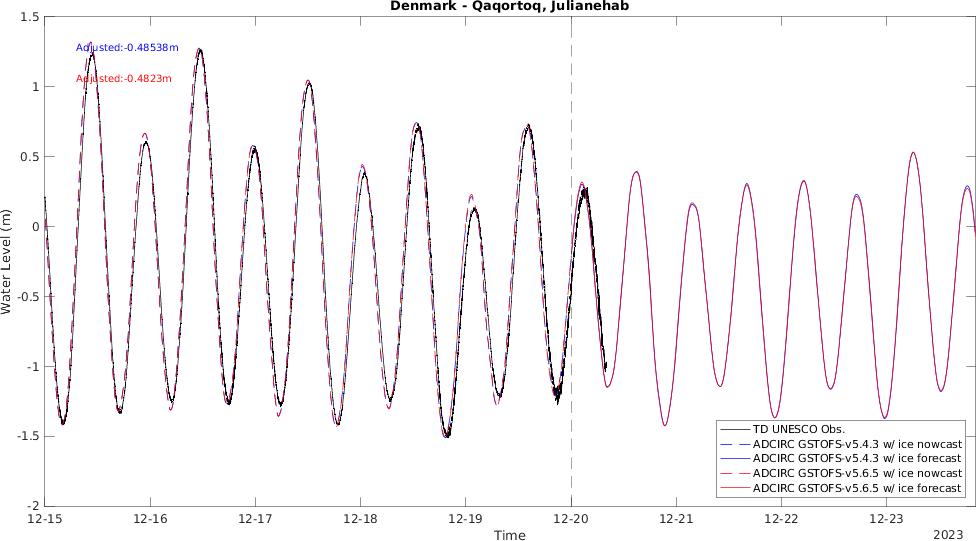 Denmark - Qaqortoq, Julianehab
1.5
Adjusted:-0.48538m
Adjusted:-0.4823m
1
0.5
0
-0.5
-1
-1.5
-2
Water Level (m)
TD UNESCO Obs.
ADCIRC GSTOFS-v5.4.3 w/ ice nowcast
ADCIRC GSTOFS-v5.4.3 w/ ice forecast
ADCIRC GSTOFS-v5.6.5 w/ ice nowcast
ADCIRC GSTOFS-v5.6.5 w/ ice forecast
12-15 12-16 12-17 12-18 12-19 12-20 12-21 12-22 12-23
Time
2023